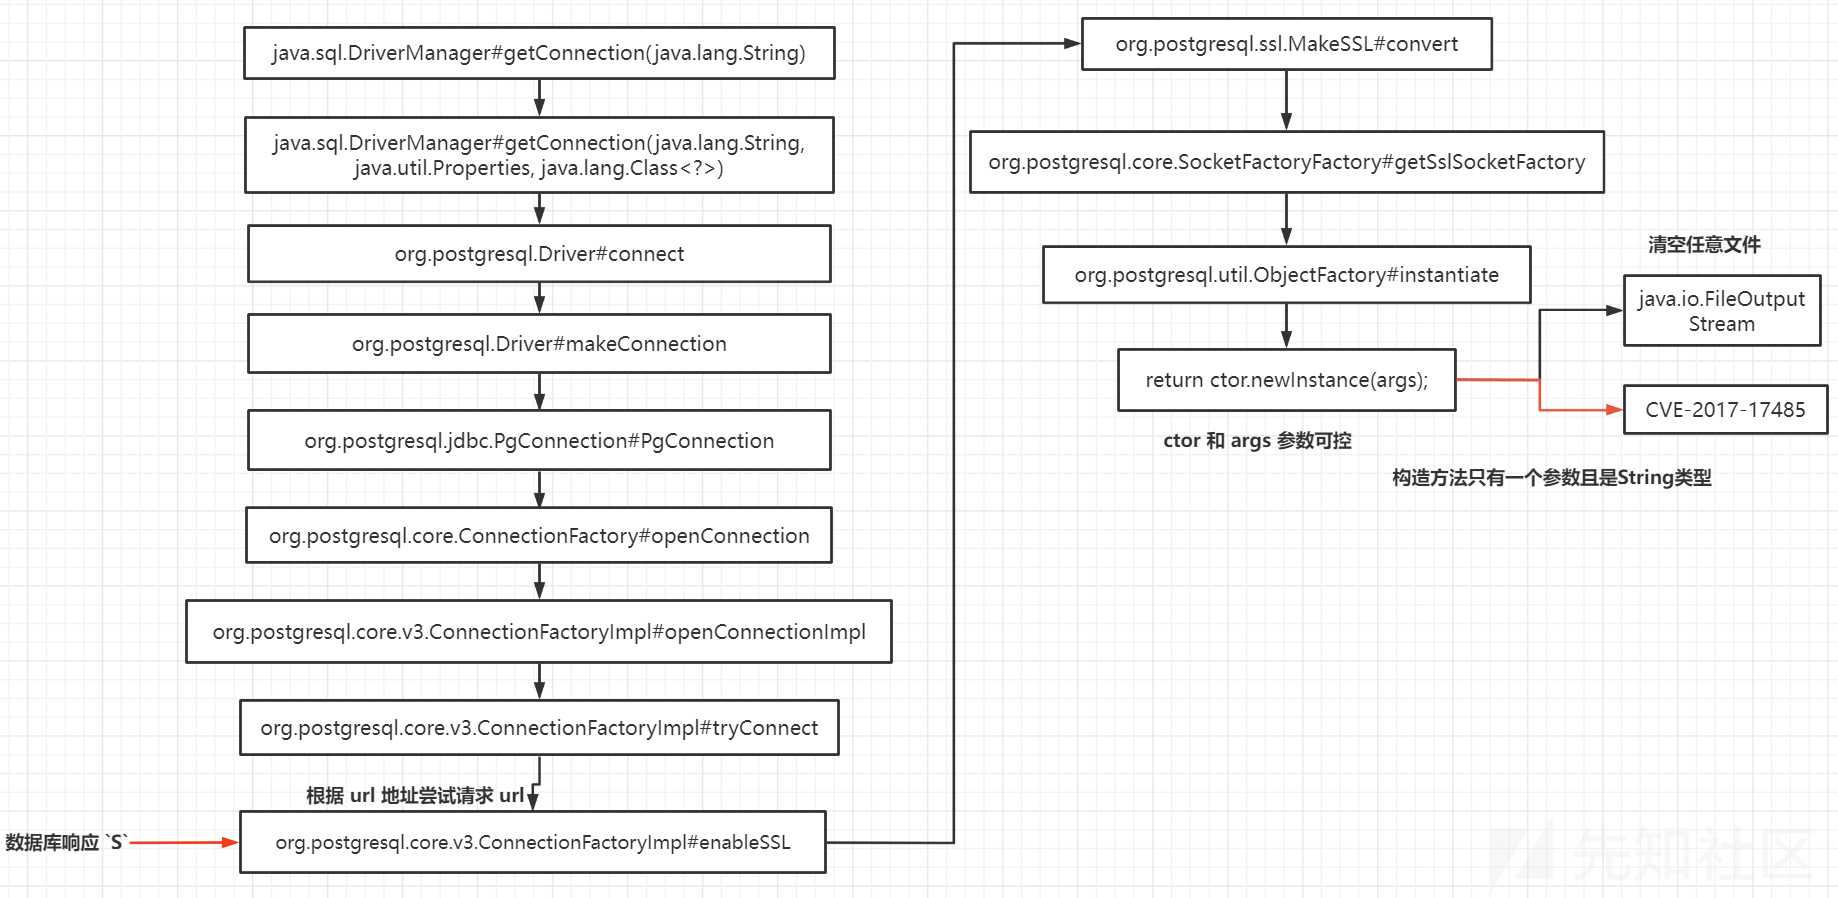 java.sql.DriverManager#getConnection(java.lang.String)
java.sql.DriverManager#getConnection(java.lang.String,
java.util.Properties, java.lang.Class<?>)
org.postgresql.Driver#connect
org.postgresql.Driver#makeConnection
org.postgresql.jdbc.PgConnection#PgConnection
org.postgresql.core.ConnectionFactory#openConnection
org.postgresql.core.v3.ConnectionFactoryImpl#openConnectionImpl
org.postgresql.core.v3.ConnectionFactoryImpl#tryConnect
根据 url 地址尝试请求 url
数据库响应 `S`
org.postgresql.core.v3.ConnectionFactoryImpl#enableSSL
org.postgresql.ssl.MakeSSL#convert
org.postgresql.core.SocketFactoryFactory#getSslSocketFactory
org.postgresql.util.ObjectFactory#instantiate
return ctor.newInstance(args);
ctor 和 args 参数可控
构造方法只有一个参数且是String类型
清空任意文件
java.io.FileOutput
Stream
CVE-2017-17485
先知社区